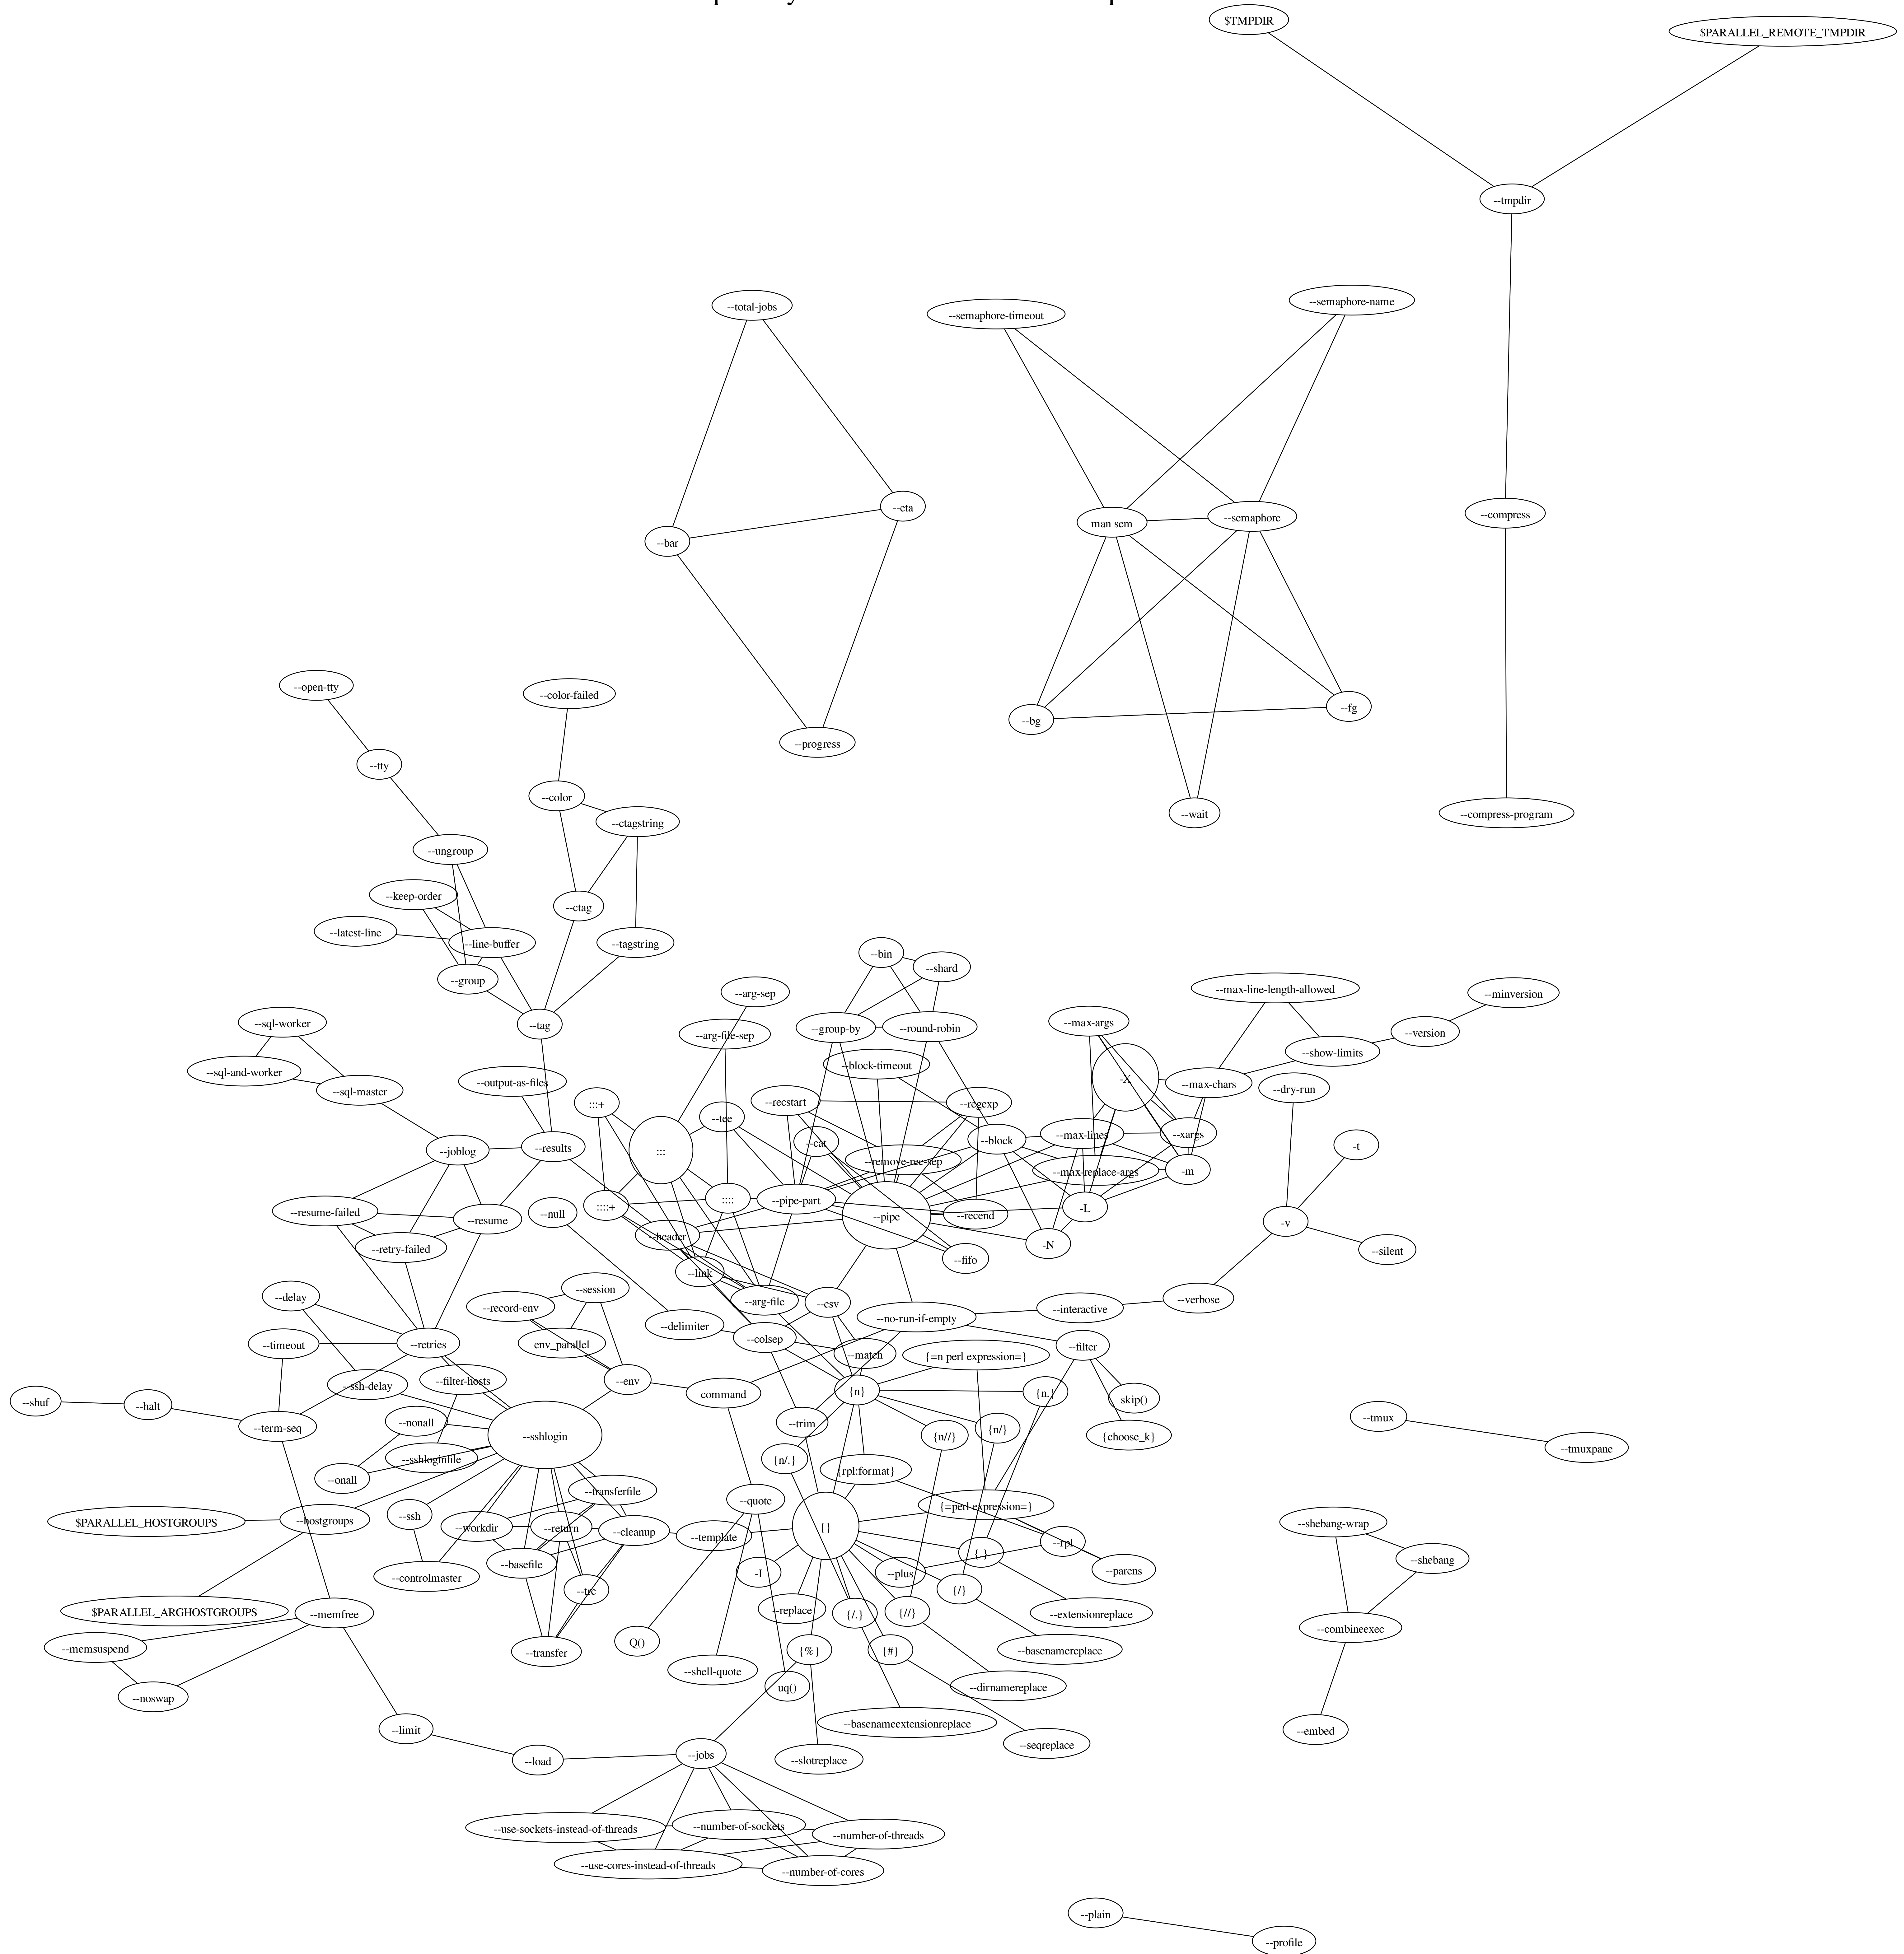 $TMPDIR
$PARALLEL_REMOTE_TMPDIR
--tmpdir
--total-jobs
--semaphore-timeout
--semaphore-name
--eta
--bar
man sem
--semaphore
--compress
--open-tty
--color-failed
--bg
--fg
--progress
--tty
--color
--ctagstring
--wait
--compress-program
--ungroup
--keep-order
--ctag
--latest-line
--line-buffer
--tagstring
--bin
--shard
--group
--arg-sep
--max-line-length-allowed
--minversion
--sql-worker
--tag
--arg-file-sep
--group-by
--round-robin
--max-args
--version
--show-limits
--sql-and-worker
--block-timeout
--sql-master
--output-as-files
-X
--max-chars
--dry-run
:::+
--recstart
--regexp
--tee
--joblog
--results
:::
--cat
--block
--max-lines
--xargs
-t
--remove-rec-sep
--max-replace-args
-m
--resume-failed
--resume
--null
::::+
::::
--pipe-part
--pipe
--recend
-L
-v
--retry-failed
--header
-N
--silent
--fifo
--link
--delay
--session
--record-env
--arg-file
--csv
--no-run-if-empty
--interactive
--verbose
--timeout
--retries
env_parallel
--delimiter
--colsep
--match
{=n perl expression=}
--filter
--ssh-delay
--filter-hosts
--env
command
{n}
{n.}
skip()
--shuf
--halt
--term-seq
--nonall
--sshlogin
--trim
{n//}
{n/}
{choose_k}
--tmux
--tmuxpane
--onall
--sshloginfile
{n/.}
{rpl:format}
--transferfile
--quote
{=perl expression=}
$PARALLEL_HOSTGROUPS
--hostgroups
--ssh
--workdir
--return
--cleanup
--template
{}
--rpl
--shebang-wrap
--basefile
{.}
--shebang
--controlmaster
--trc
-I
--plus
{/}
--parens
$PARALLEL_ARGHOSTGROUPS
--memfree
--replace
{/.}
{//}
--extensionreplace
--combineexec
--memsuspend
--transfer
Q()
{%}
{#}
--basenamereplace
--noswap
--shell-quote
uq()
--dirnamereplace
--limit
--basenameextensionreplace
--embed
--load
--jobs
--slotreplace
--seqreplace
--use-sockets-instead-of-threads
--number-of-sockets
--number-of-threads
--use-cores-instead-of-threads
--number-of-cores
--plain
--profile